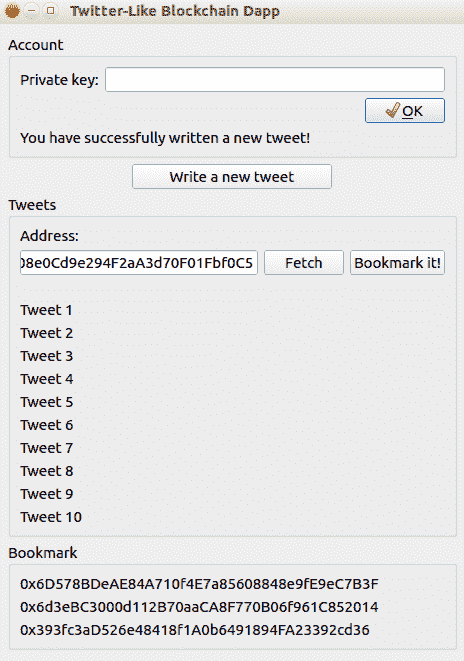 Twitter-Like Blockchain Dapp
Account
Private key:
OK
You have successfully written a new tweet!
Write a new tweet
Tweets
Address:
08e0Cd9e294F2aA3d70F01Fbf0C5 Fetch Bookmark it!
Tweet 1
Tweet 2
Tweet 3
Tweet 4
Tweet 5
Tweet 6
Tweet 7
Tweet 8
Tweet 9
Tweet 10
Bookmark
0x6D578BDeAE84A710f4E7a85608848e9fE9eC7B3F
0x6d3eBC3000d112B70aaCA8F770B06f961C852014
0x393fc3aD526e48418f1A0b6491894FA23392cd36